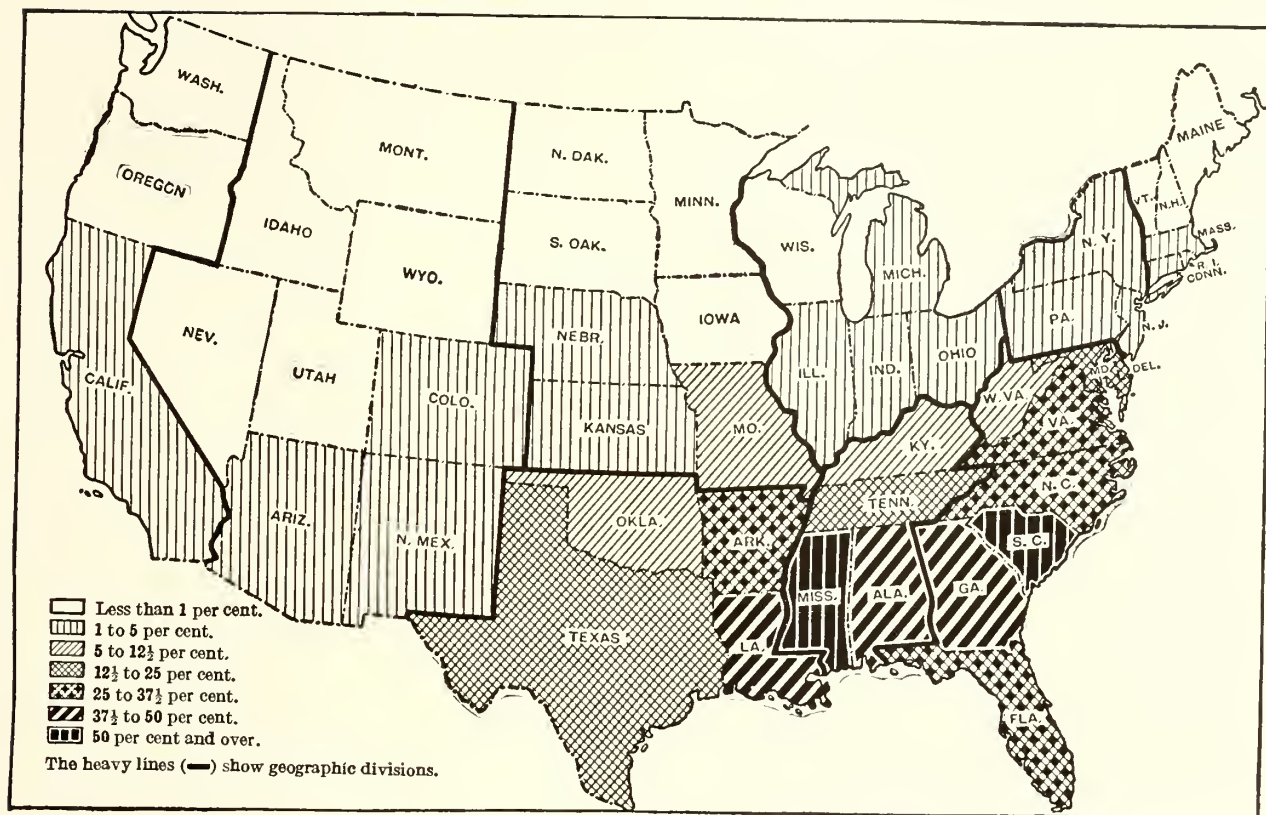 WASH.
OREGON
CALIF.
NEV.
IDAHO
MONT.
WYO.
UTAH
COLO.
ARIZ.
N. MEX.
N. DAK.
S. OAK.
NEBR.
KANSAS
OKLA.
TEXAS
MINN.
IOWA
MO.
ARK.
LA.
WIS.
MICH.
ILL.
IND.
OHIO
KY.
TENN.
MISS.
ALA.
GA.
FLA.
S. C.
N. C.
VA.
W. VA.
MD.
DEL.
PA.
N. J.
N. Y.
CONN.
R. I.
MASS.
VT.
N.H.
MAINE
Less than 1 per cent.
1 to 5 per cent.
5 to 12½ per cent.
12½ to 25 per cent.
25 to 37½ per cent.
37½ to 50 per cent.
50 per cent and over.
The heavy lines (▬) show geographic divisions.